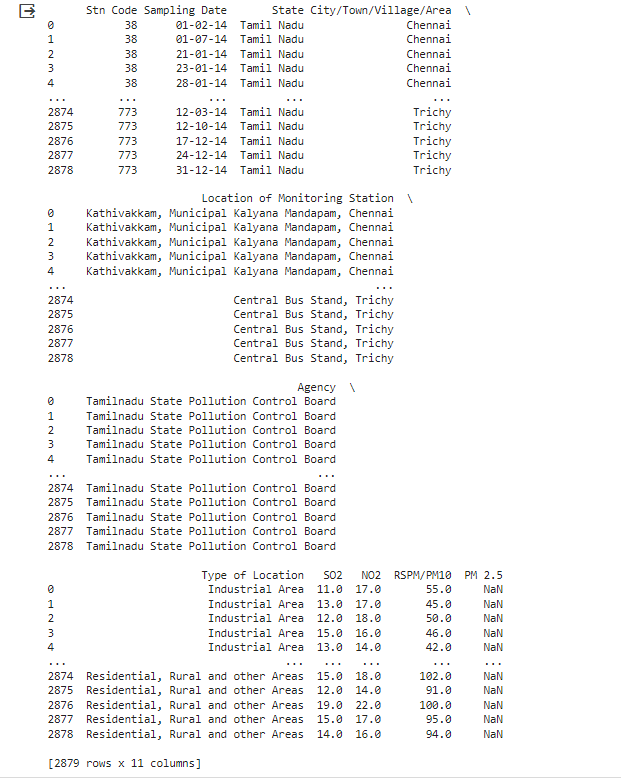 Stn Code Sampling Date State City/Town/Village/Area \
0 38 01-02-14 Tamil Nadu Chennai
1 38 01-07-14 Tamil Nadu Chennai
2 38 21-01-14 Tamil Nadu Chennai
3 38 23-01-14 Tamil Nadu Chennai
4 38 28-01-14 Tamil Nadu Chennai
... ... ... ... ...
2874 773 12-03-14 Tamil Nadu Trichy
2875 773 12-10-14 Tamil Nadu Trichy
2876 773 17-12-14 Tamil Nadu Trichy
2877 773 24-12-14 Tamil Nadu Trichy
2878 773 31-12-14 Tamil Nadu Trichy
Location of Monitoring Station \
0 Kathivakkam, Municipal Kalyana Mandapam, Chennai
1 Kathivakkam, Municipal Kalyana Mandapam, Chennai
2 Kathivakkam, Municipal Kalyana Mandapam, Chennai
3 Kathivakkam, Municipal Kalyana Mandapam, Chennai
4 Kathivakkam, Municipal Kalyana Mandapam, Chennai
... ...
2874 Central Bus Stand, Trichy
2875 Central Bus Stand, Trichy
2876 Central Bus Stand, Trichy
2877 Central Bus Stand, Trichy
2878 Central Bus Stand, Trichy
Agency \
0 Tamilnadu State Pollution Control Board
1 Tamilnadu State Pollution Control Board
2 Tamilnadu State Pollution Control Board
3 Tamilnadu State Pollution Control Board
4 Tamilnadu State Pollution Control Board
... ...
2874 Tamilnadu State Pollution Control Board
2875 Tamilnadu State Pollution Control Board
2876 Tamilnadu State Pollution Control Board
2877 Tamilnadu State Pollution Control Board
2878 Tamilnadu State Pollution Control Board
Type of Location SO2 NO2 RSPM/PM10 PM 2.5
0 Industrial Area 11.0 17.0 55.0 NaN
1 Industrial Area 13.0 17.0 45.0 NaN
2 Industrial Area 12.0 18.0 50.0 NaN
3 Industrial Area 15.0 16.0 46.0 NaN
4 Industrial Area 13.0 14.0 42.0 NaN
... ... ... ... ... ...
2874 Residential, Rural and other Areas 15.0 18.0 102.0 NaN
2875 Residential, Rural and other Areas 12.0 14.0 91.0 NaN
2876 Residential, Rural and other Areas 19.0 22.0 100.0 NaN
2877 Residential, Rural and other Areas 15.0 17.0 95.0 NaN
2878 Residential, Rural and other Areas 14.0 16.0 94.0 NaN
[2879 rows x 11 columns]